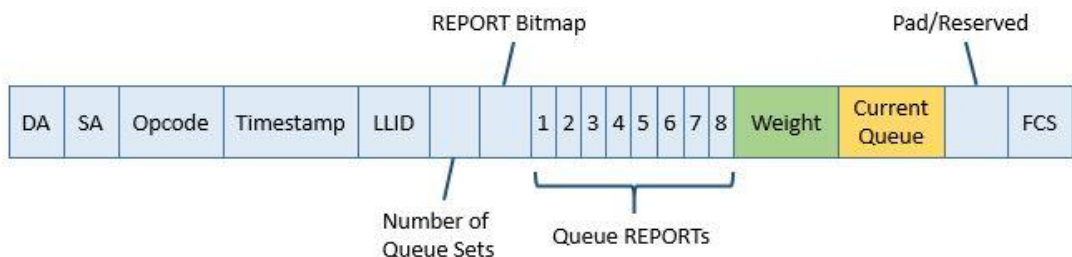 REPORT Bitmap
Pad/Reserved
DA SA Opcode Timestamp LLID 1 2 3 4 5 6 7 8 Weight Current Queue FCS
Number of
Queue Sets
Queue REPORTs